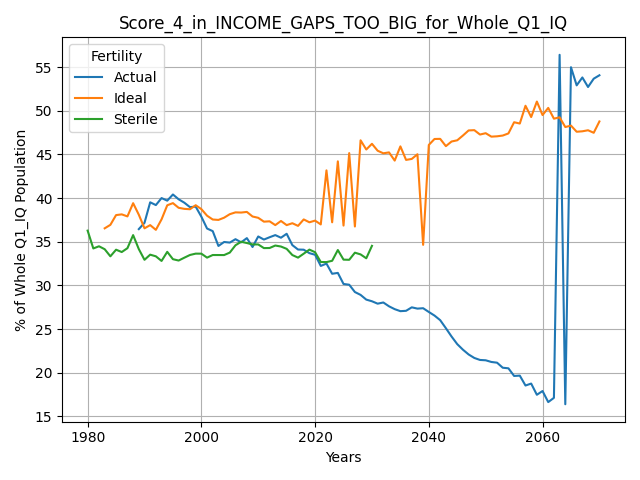 Score_4_in_INCOME_GAPS_TOO_BIG_for_Whole_Q1_IQ
Fertility
Actual
Ideal
Sterile
% of Whole Q1_IQ Population
55
50
45
40
35
30
25
20
15
1980
2000
2020
2040
2060
Years